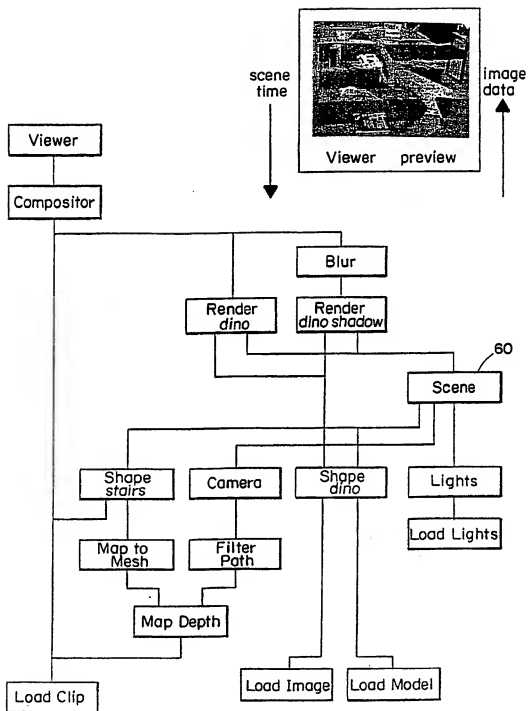 scene
time
image
data
Viewer preview
Viewer
Compositor
Blur
Render
dino
Render
dino shadow
60
Scene
Shape
stairs
Camera
Shape
dino
Lights
Map to
Mesh
Filter
Path
Load Lights
Map Depth
Load Image
Load Model
Load Clip